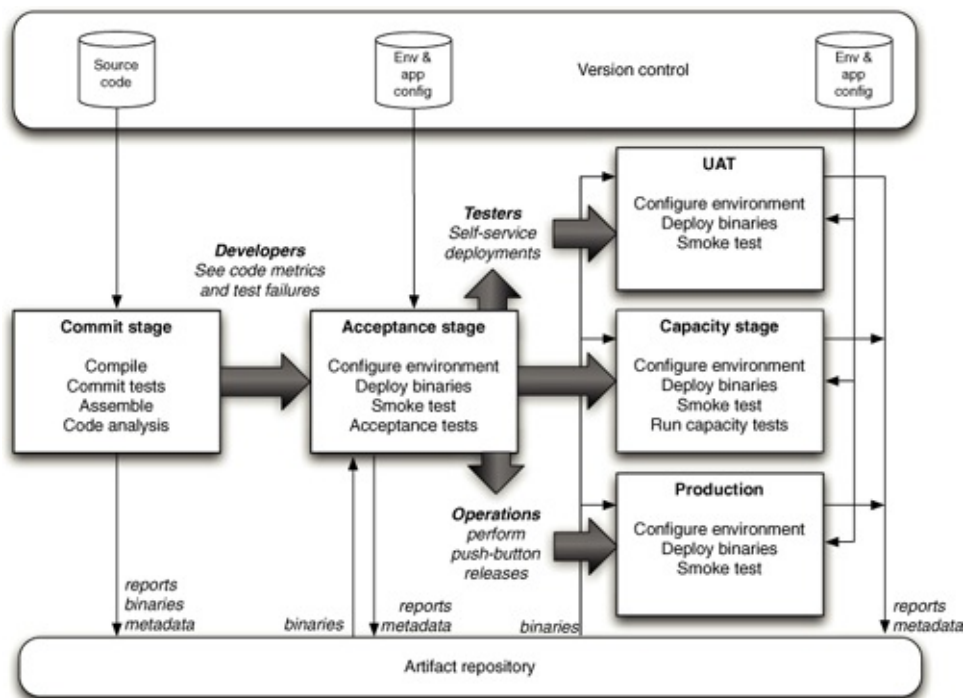 Source
code
Env &
app
config
Version control
Env &
app
config
Developers
See code metrics
and test failures
Testers
Self-service
deployments
UAT
Configure environment
Deploy binaries
Smoke test
Commit stage
Compile
Commit tests
Assemble
Code analysis
Acceptance stage
Configure environment
Deploy binaries
Smoke test
Acceptance tests
Capacity stage
Configure environment
Deploy binaries
Smoke test
Run capacity tests
Operations
perform
push-button
releases
Production
Configure environment
Deploy binaries
Smoke test
reports
binaries
metadata
binaries
reports
metadata
binaries
reports
metadata
Artifact repository